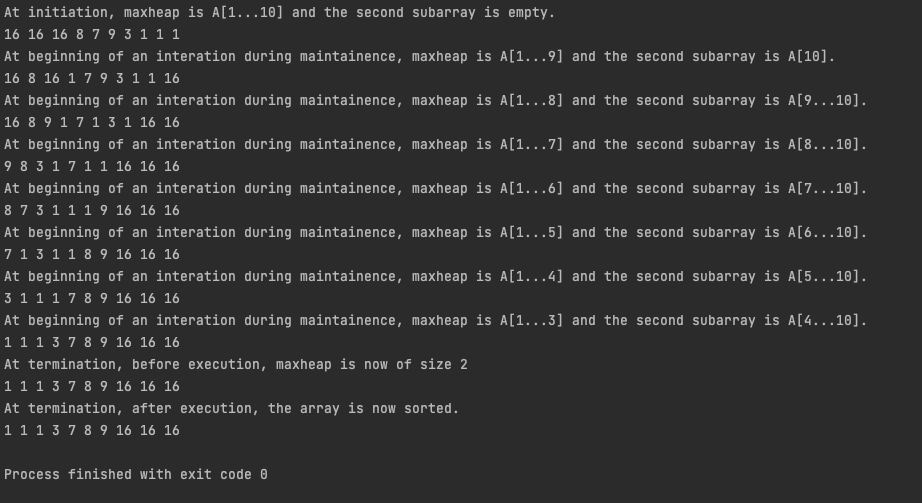 At initiation, maxheap is A[1...10] and the second subarray is empty.
16 16 16 8 7 9 3 1 1 1
At beginning of an interation during maintainence, maxheap is A[1...9] and the second subarray is A[10].
16 8 16 1 7 9 3 1 1 16
At beginning of an interation during maintainence, maxheap is A[1...8] and the second subarray is A[9...10].
16 8 9 1 7 1 3 1 16 16
At beginning of an interation during maintainence, maxheap is A[1...7] and the second subarray is A[8...10].
9 8 3 1 7 1 1 16 16 16
At beginning of an interation during maintainence, maxheap is A[1...6] and the second subarray is A[7...10].
8 7 3 1 1 1 9 16 16 16
At beginning of an interation during maintainence, maxheap is A[1...5] and the second subarray is A[6...10].
7 1 3 1 1 8 9 16 16 16
At beginning of an interation during maintainence, maxheap is A[1...4] and the second subarray is A[5...10].
3 1 1 1 7 8 9 16 16 16
At beginning of an interation during maintainence, maxheap is A[1...3] and the second subarray is A[4...10].
1 1 1 3 7 8 9 16 16 16
At termination, before execution, maxheap is now of size 2
1 1 1 3 7 8 9 16 16 16
At termination, after execution, the array is now sorted.
1 1 1 3 7 8 9 16 16 16
Process finished with exit code 0